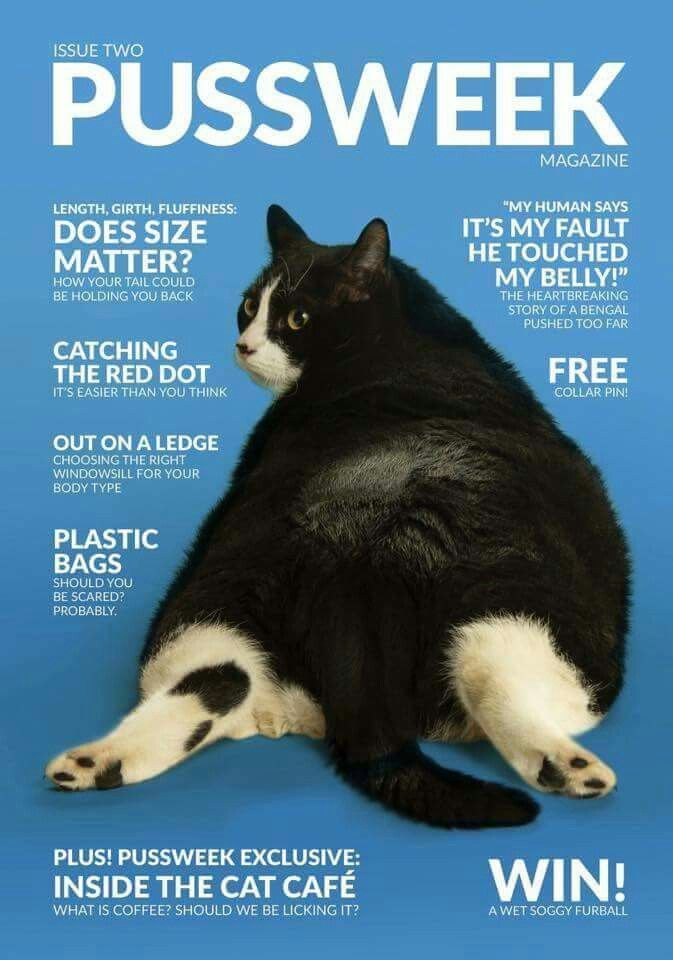 ISSUE TWO
PUSSWEEK
MAGAZINE
LENGTH, GIRTH, FLUFFINESS:
DOES SIZE
MATTER?
HOW YOUR TAIL COULD
BE HOLDING YOU BACK
CATCHING
THE RED DOT
IT'S EASIER THAN YOU THINK
OUT ON A LEDGE
CHOOSING THE RIGHT
WINDOWSILL FOR YOUR
BODY TYPE
PLASTIC
BAGS
SHOULD YOU
BE SCARED?
PROBABLY.
"MY HUMAN SAYS
IT'S MY FAULT
HE TOUCHED
MY BELLY!"
THE HEARTBREAKING
STORY OF A BENGAL
PUSHED TOO FAR
FREE
COLLAR PIN!
PLUS! PUSSWEEK EXCLUSIVE:
INSIDE THE CAT CAFÉ
WHAT IS COFFEE? SHOULD WE BE LICKING IT?
WIN!
A WET SOGGY FURBALL